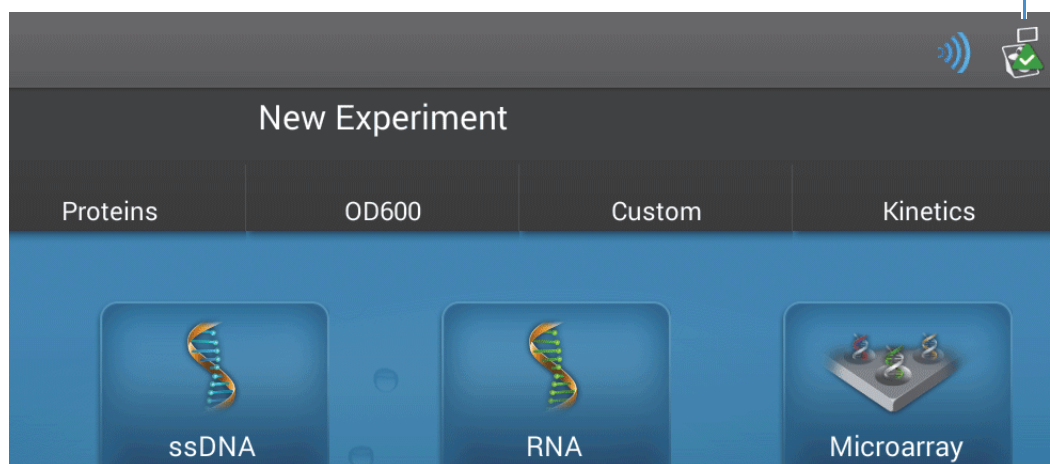 New Experiment
Proteins OD600 Custom Kinetics
ssDNA RNA Microarray